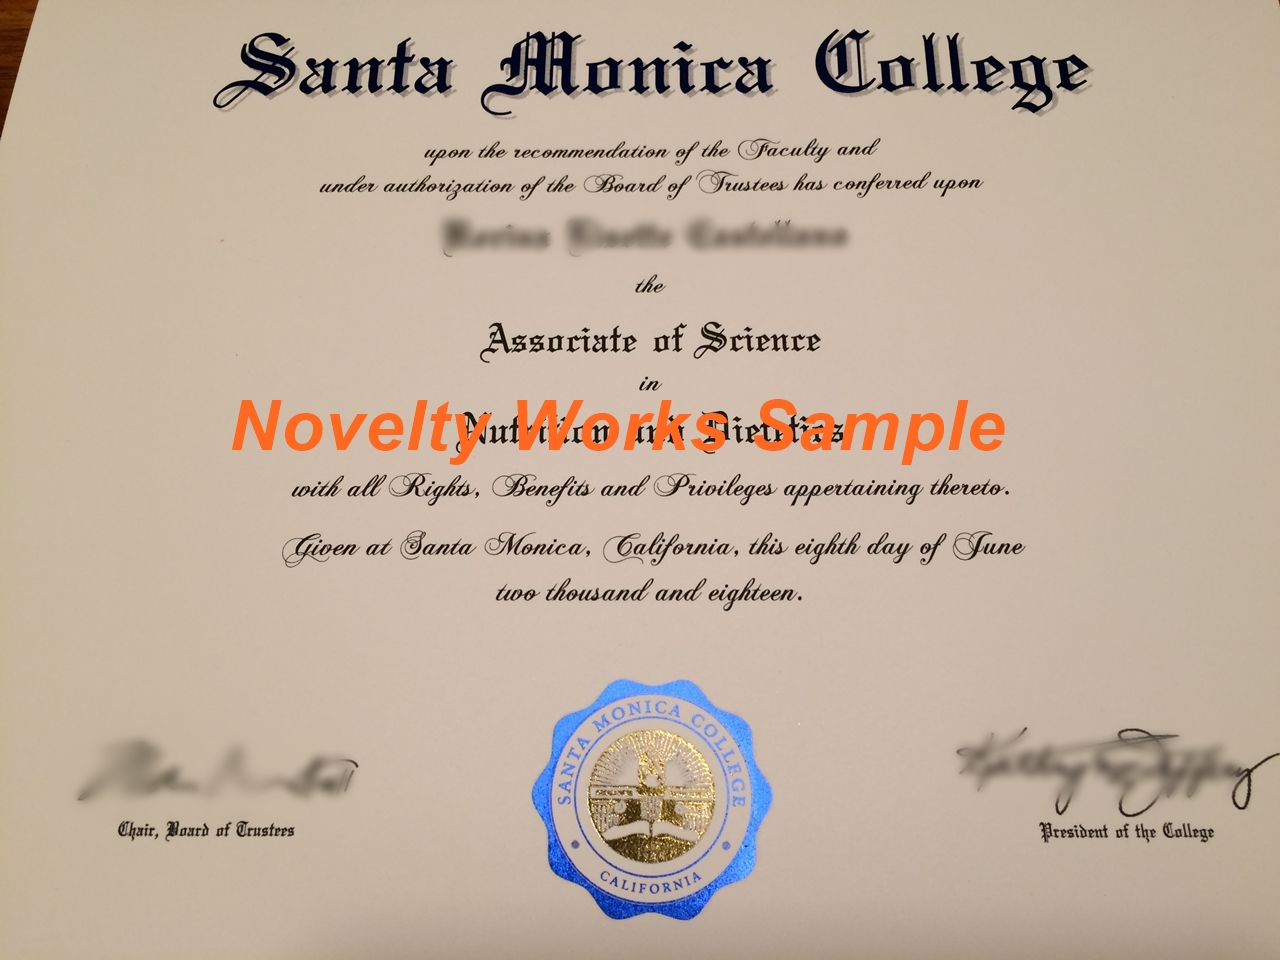 Santa Monica College
upon the recommendation of the Faculty and
under authorization of the Board of Trustees has conferred upon
the
Associate of Science
in
Nutrition and Dietetics
Novelty Works Sample
with all Rights, Benefits and Privileges appertaining thereto.
Given at Santa Monica, California, this eighth day of June
two thousand and eighteen.
SANTA MONICA COLLEGE
CALIFORNIA
Chair, Board of Trustees
President of the College